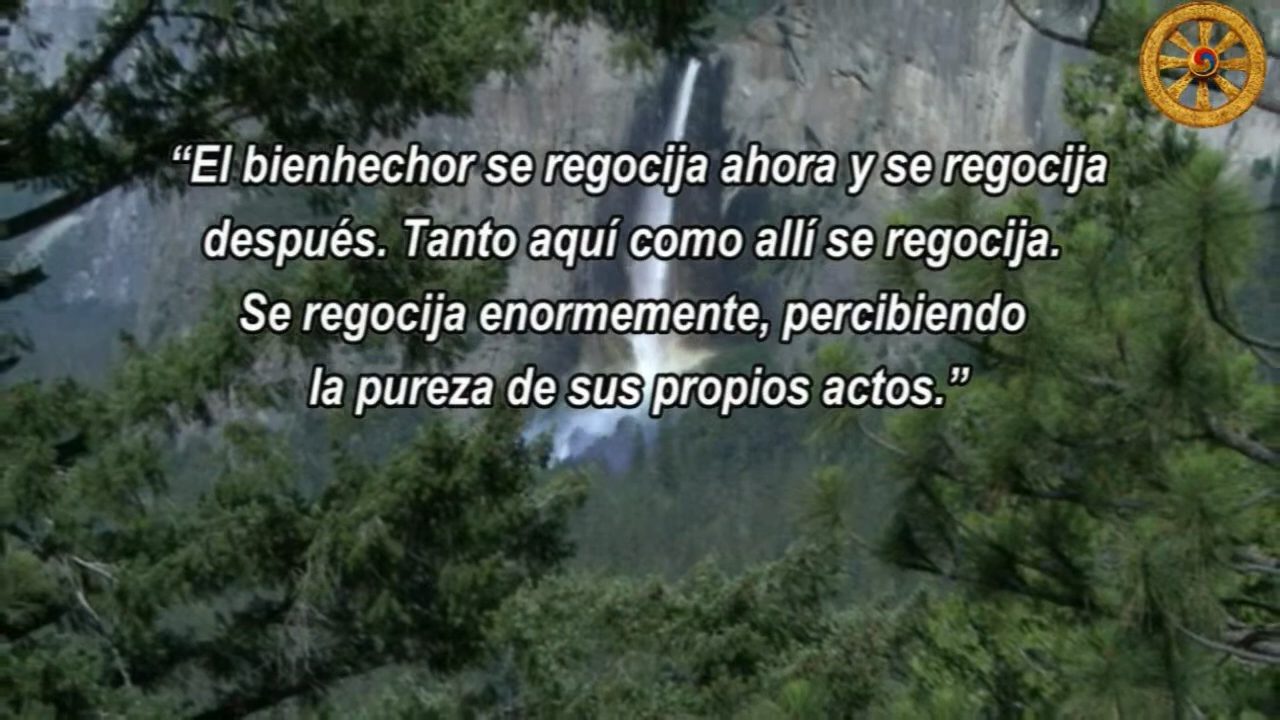 “El bienhechor se regocija ahora y se regocija
después. Tanto aquí como allí se regocija.
Se regocija enormemente, percibiendo
la pureza de sus propios actos.”